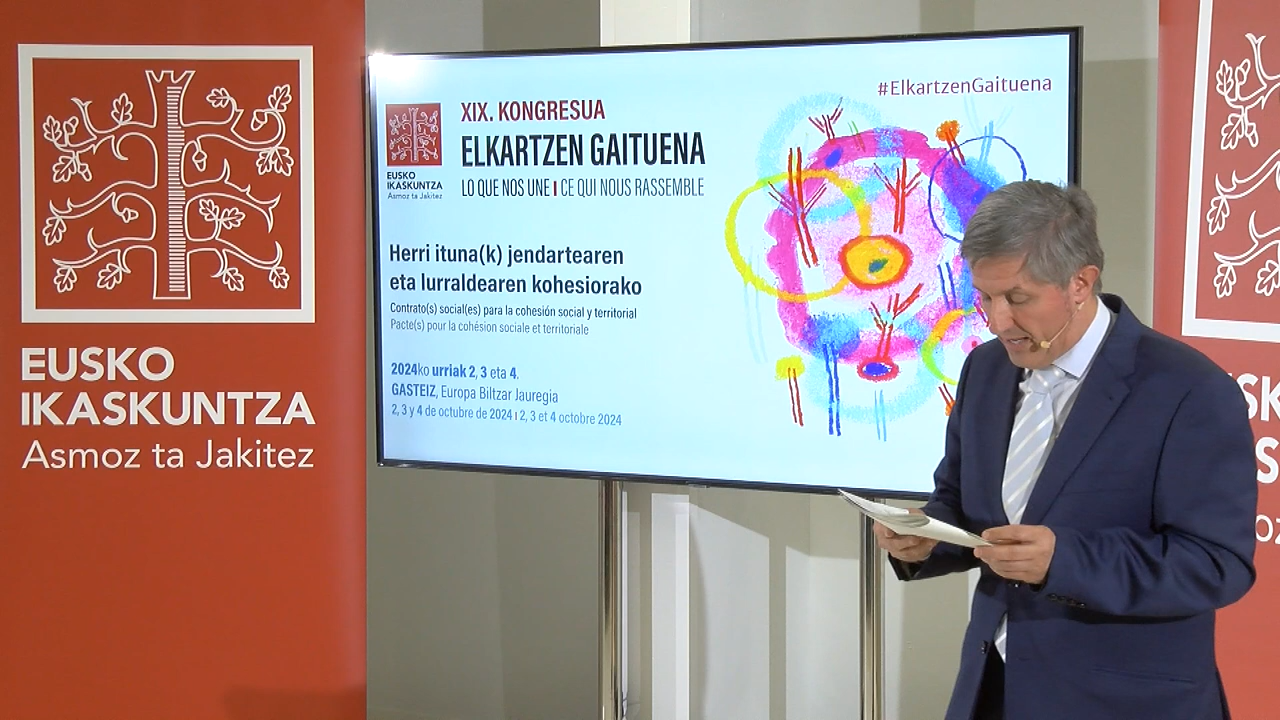 EUSKO
IKASKUNTZA
Asmoz ta Jakitez
#ElkartzenGaituena
XIX. KONGRESUA
ELKARTZEN GAITUENA
LO QUE NOS UNE | CE QUI NOUS RASSEMBLE
EUSKO
IKASKUNTZA
Asmoz ta Jakitez
Herri ituna(k) jendartearen
eta lurraldearen kohesiorako
Contrato(s) social(es) para la cohesión social y territorial
Pacte(s) pour la cohésion sociale et territoriale
2024ko urriak 2, 3 eta 4.
GASTEIZ, Europa Biltzar Jauregia
2, 3 y 4 de octubre de 2024 | 2, 3 et 4 octobre 2024